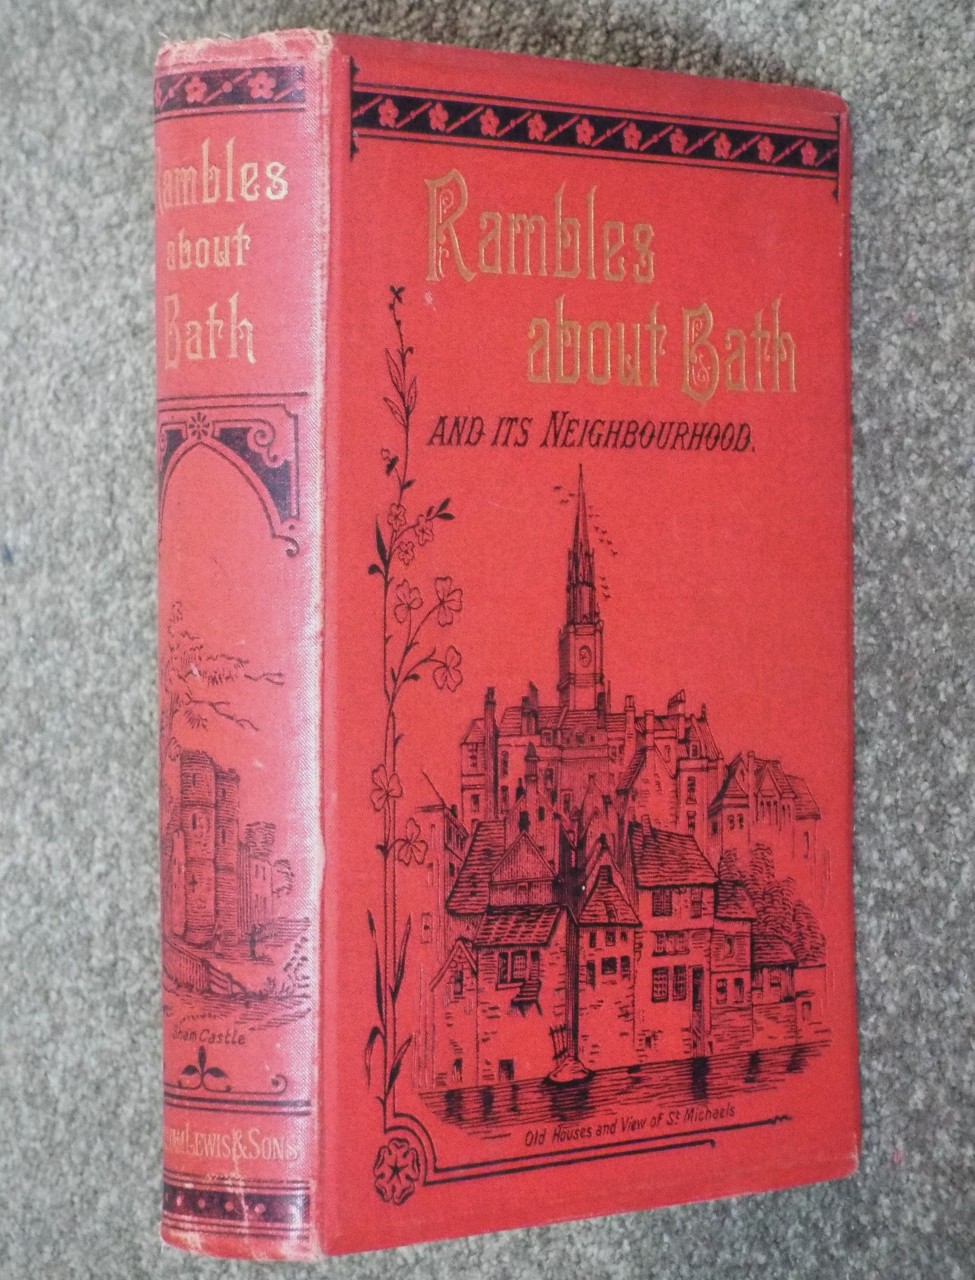 Rambles
about
Bath
Castle
Lewis & Sons
Rambles
about Bath
AND ITS NEIGHBOURHOOD.
Old Houses and View of St Michaels